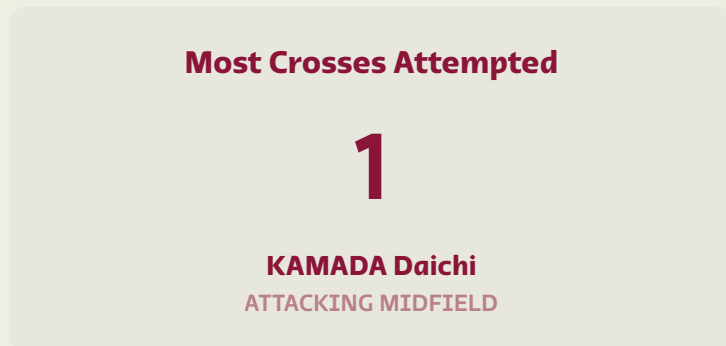 Most Crosses Attempted
1
KAMADA Daichi
ATTACKING MIDFIELD